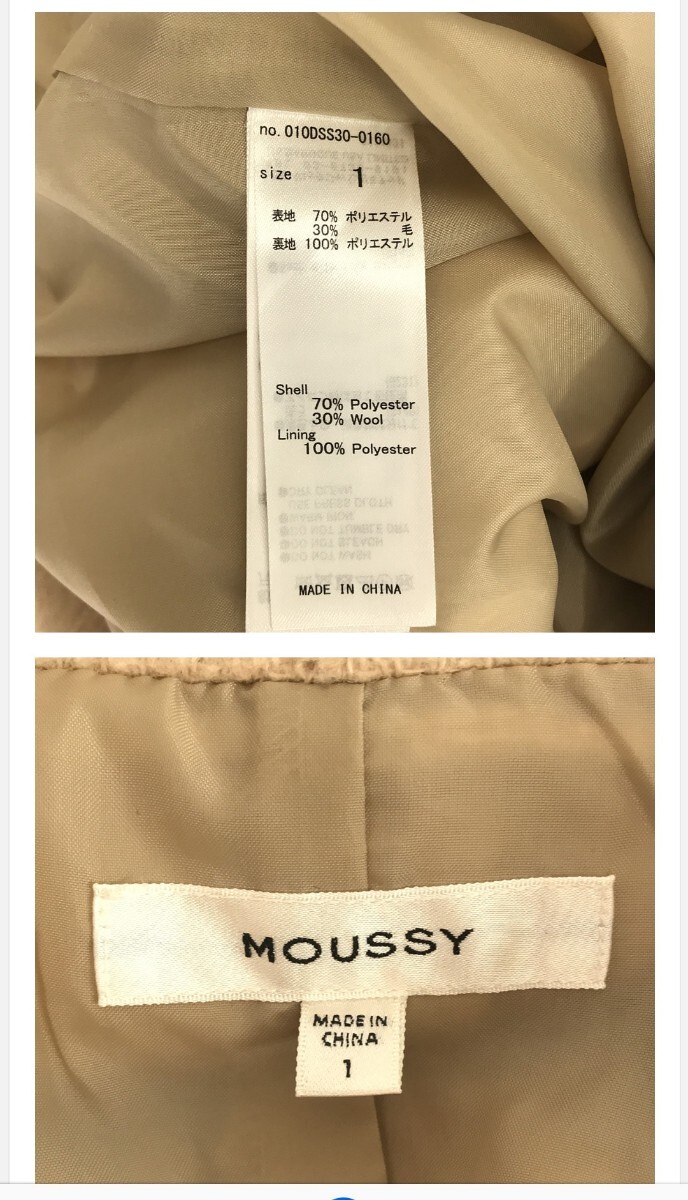 no.010DSS30-0160
size 1
表地 70% ポリエステル
30% 毛
裏地 100% ポリエステル
Shell
70% Polyester
30% Wool
Lining
100% Polyester
MADE IN CHINA
MOUSSY
MADE IN
CHINA
1